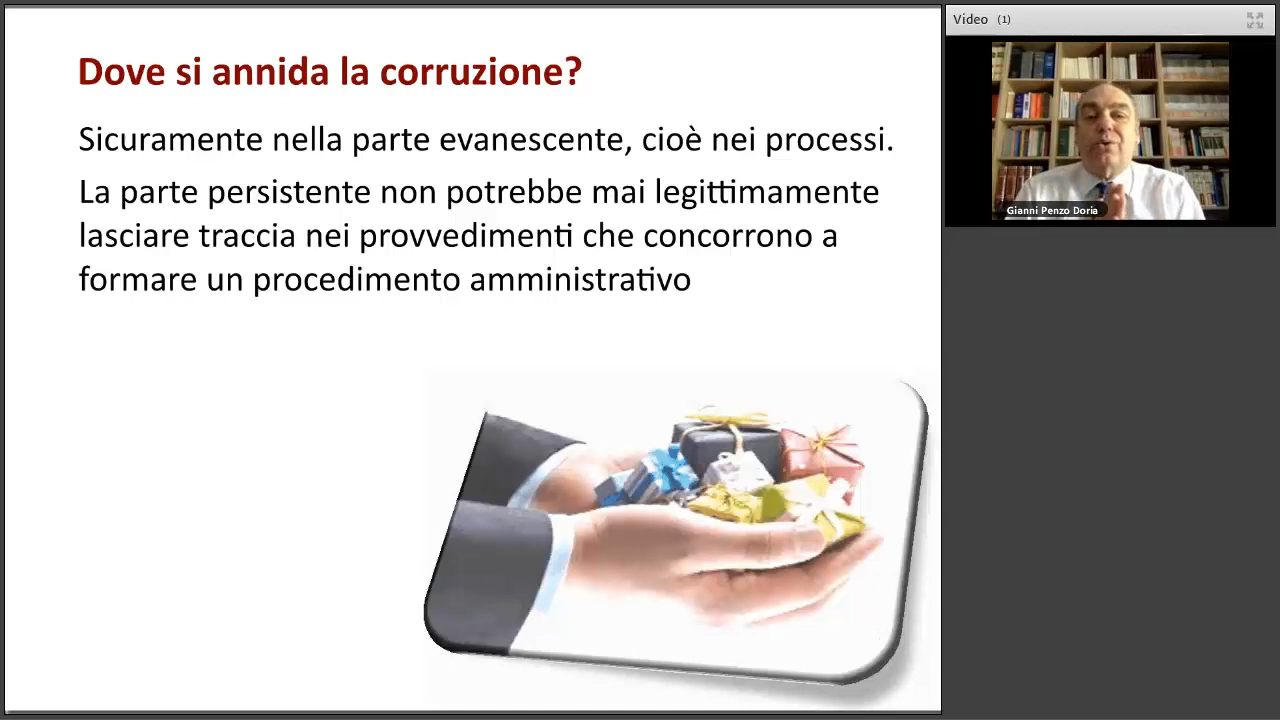 Dove si annida la corruzione?
Sicuramente nella parte evanescente, cioè nei processi.
La parte persistente non potrebbe mai legittimamente
lasciare traccia nei provvedimenti che concorrono a
formare un procedimento amministrativo
Video (1)
Gianni Penzo Doria